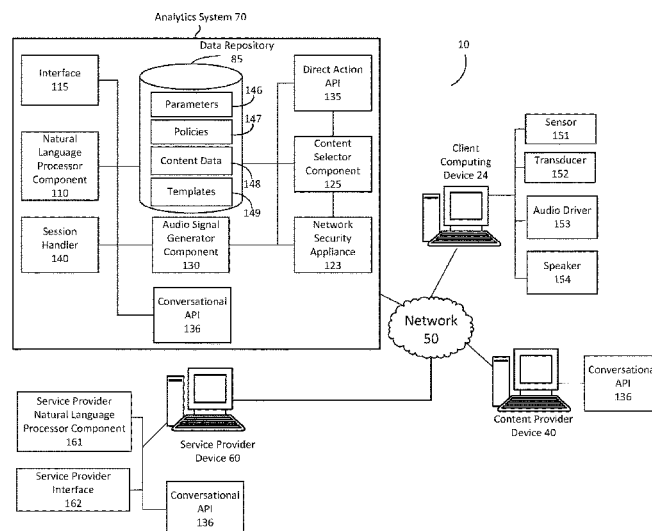 Analytics System 70
Data Repository
85
10
Interface
115
146
Parameters
147
Policies
Content Data
148
Templates
149
Direct Action
API
135
Natural
Language
Processor
Component
110
Content
Selector
Component
125
Session
Handler
140
Audio Signal
Generator
Component
130
Network
Security
Appliance
123
Conversational
API
136
Client
Computing
Device 24
Sensor
151
Transducer
152
Audio Driver
153
Speaker
154
Network
50
Service Provider
Natural Language
Processor Component
161
Service Provider
Interface
162
Service Provider
Device 60
Conversational
API
136
Content Provider
Device 40
Conversational
API
136